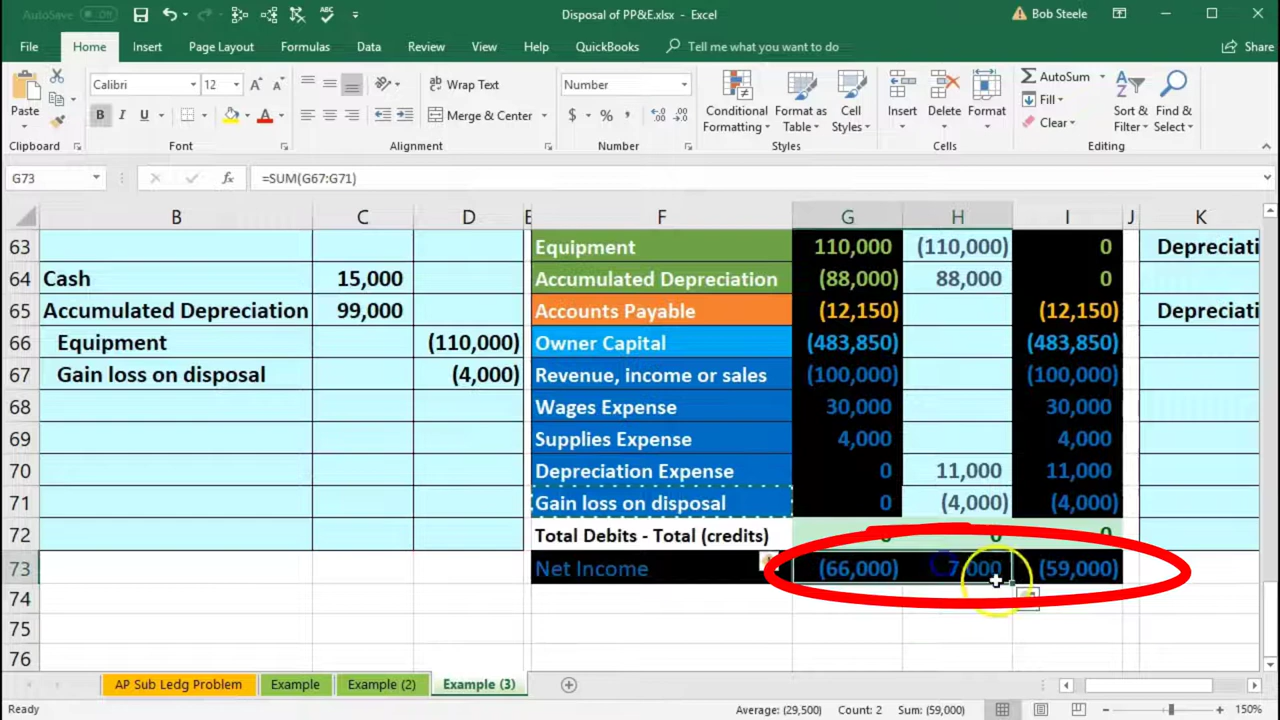 AutoSave Off Disposal of PP&E.xlsx - Excel Bob Steele
File Home Insert Page Layout Formulas Data Review View Help QuickBooks Tell me what you want to do Share
Calibri 12 Wrap Text Number AutoSum
Paste Merge & Center Conditional Formatting Format as Table Cell Styles Insert Delete Format Fill Sort & Filter Find & Select
B I U $ % Clear
Clipboard Font Alignment Number Styles Cells Editing
G73 fx =SUM(G67:G71)
B C D E F G H I J K
63 Equipment 110,000 (110,000) 0 Depreciati
64 Cash 15,000 Accumulated Depreciation (88,000) 88,000 0
65 Accumulated Depreciation 99,000 Accounts Payable (12,150) (12,150) Depreciati
66 Equipment (110,000) Owner Capital (483,850) (483,850)
67 Gain loss on disposal (4,000) Revenue, income or sales (100,000) (100,000)
68 Wages Expense 30,000 30,000
69 Supplies Expense 4,000 4,000
70 Depreciation Expense 0 11,000 11,000
71 Gain loss on disposal 0 (4,000) (4,000)
72 Total Debits - Total (credits) 0 0 0
73 Net Income (66,000) 7,000 (59,000)
74
75
76
AP Sub Ledg Problem Example Example (2) Example (3)
Ready Average: (29,500) Count: 2 Sum: (59,000) 150%